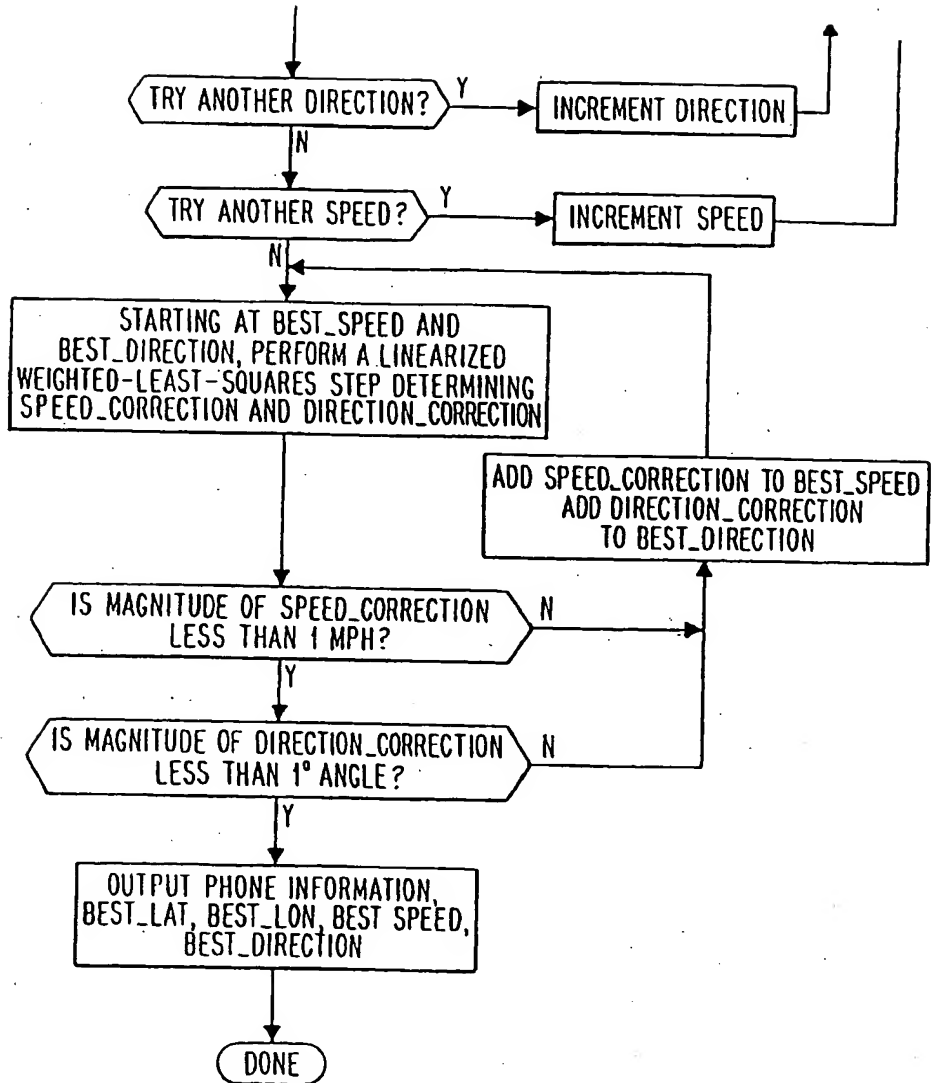 TRY ANOTHER DIRECTION?
Y
INCREMENT DIRECTION
N
TRY ANOTHER SPEED?
Y
INCREMENT SPEED
N
STARTING AT BEST_SPEED AND
BEST_DIRECTION, PERFORM A LINEARIZED
WEIGHTED-LEAST-SQUARES STEP DETERMINING
SPEED_CORRECTION AND DIRECTION_CORRECTION
ADD SPEED_CORRECTION TO BEST_SPEED
ADD DIRECTION_CORRECTION
TO BEST_DIRECTION
IS MAGNITUDE OF SPEED_CORRECTION
LESS THAN 1 MPH?
N
Y
IS MAGNITUDE OF DIRECTION_CORRECTION
LESS THAN 1° ANGLE?
N
Y
OUTPUT PHONE INFORMATION,
BEST_LAT, BEST_LON, BEST SPEED,
BEST_DIRECTION
DONE